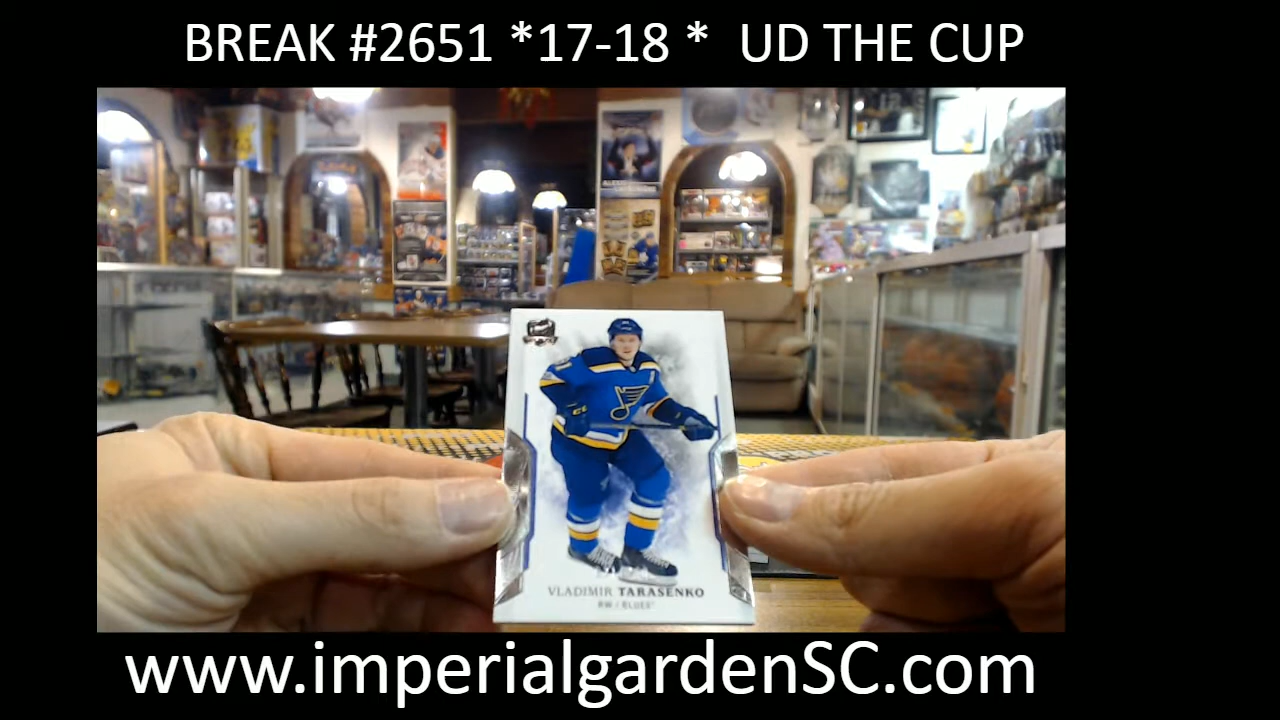 BREAK #2651 *17-18 *  UD THE CUP
VLADIMIR TARASENKO
RW / BLUES
www.imperialgardenSC.com